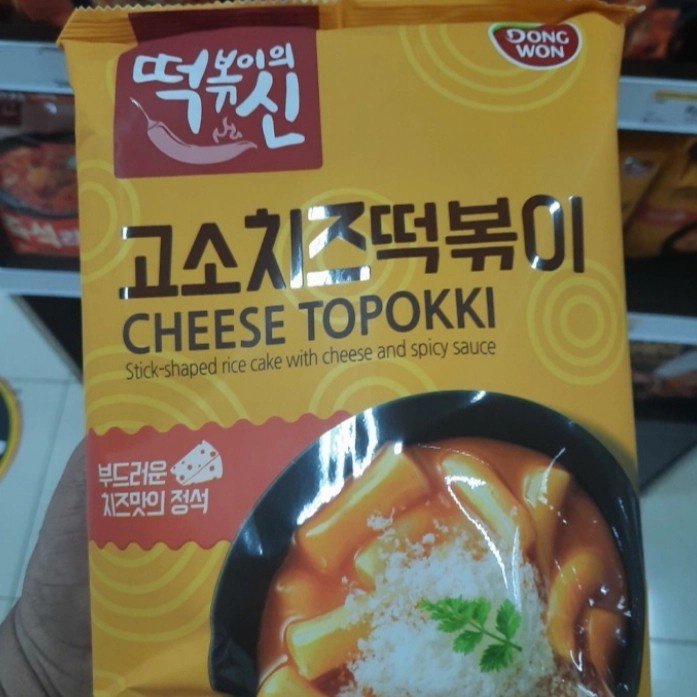 떡볶이의
신
DONG
WON
고소치즈떡볶이
CHEESE TOPOKKI
Stick-shaped rice cake with cheese and spicy sauce
부드러운
치즈맛의 정석